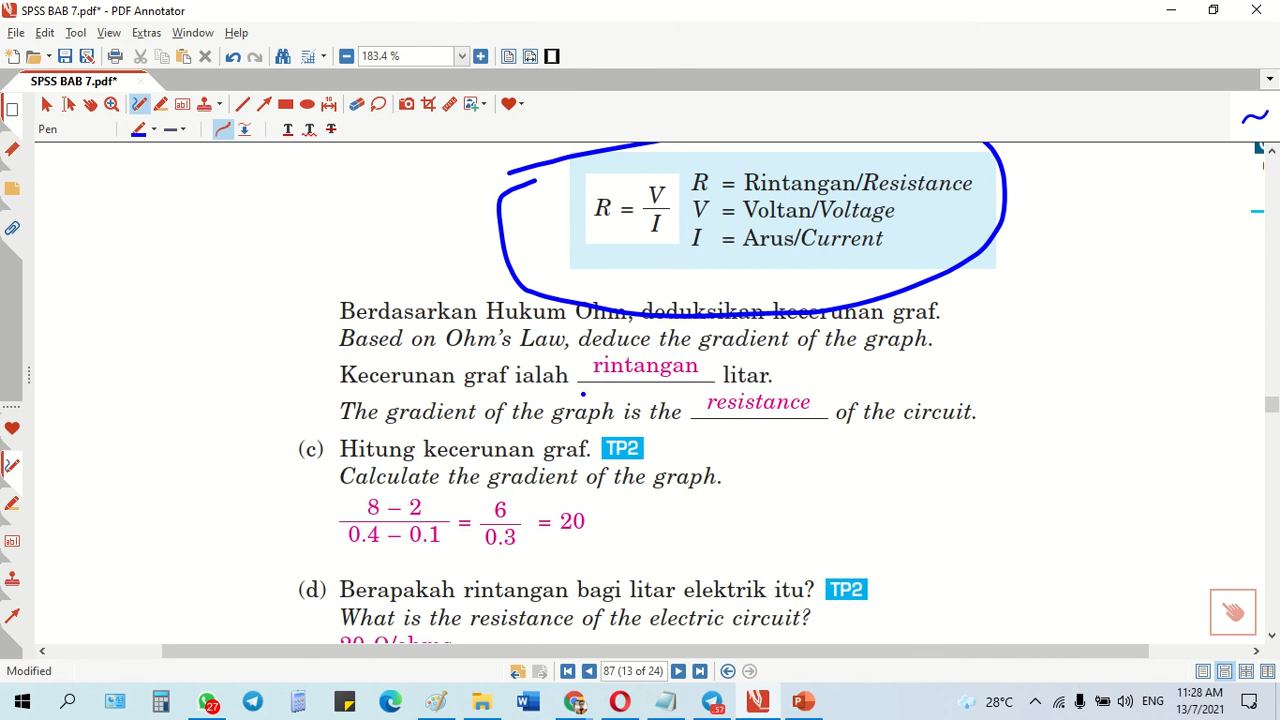 SPSS BAB 7.pdf* - PDF Annotator
File Edit Tool View Extras Window Help
183.4 %
SPSS BAB 7.pdf*
Pen
R = V/I
R = Rintangan/Resistance
V = Voltan/Voltage
I = Arus/Current
Berdasarkan Hukum Ohm, deduksikan kecerunan graf.
Based on Ohm's Law, deduce the gradient of the graph.
Kecerunan graf ialah rintangan litar.
The gradient of the graph is the resistance of the circuit.
(c) Hitung kecerunan graf. TP2
Calculate the gradient of the graph.
8 – 2 / 0.4 – 0.1 = 6 / 0.3 = 20
(d) Berapakah rintangan bagi litar elektrik itu? TP2
What is the resistance of the electric circuit?
20 Ω/ohms
Modified
87 (13 of 24)
27
57
28°C
11:28 AM
13/7/2021